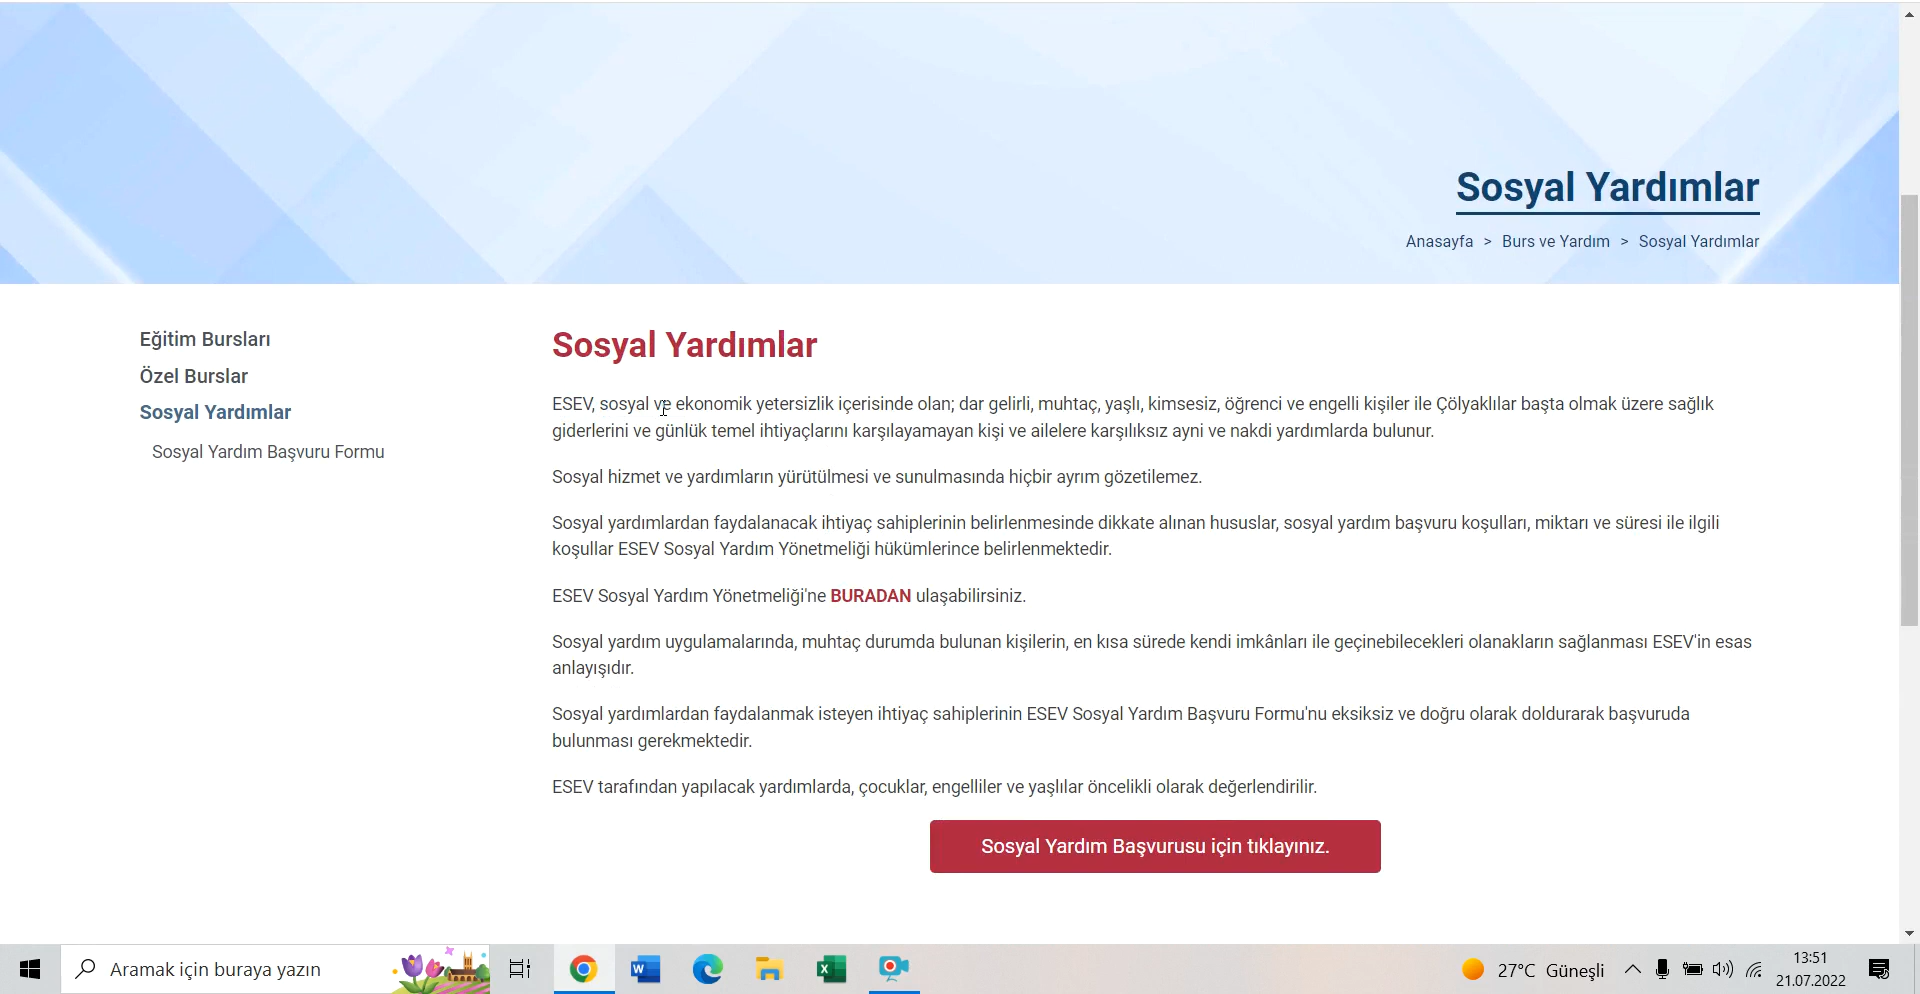 Sosyal Yardımlar
Anasayfa > Burs ve Yardım > Sosyal Yardımlar
Eğitim Bursları
Özel Burslar
Sosyal Yardımlar
Sosyal Yardım Başvuru Formu
Sosyal Yardımlar
ESEV, sosyal ve ekonomik yetersizlik içerisinde olan; dar gelirli, muhtaç, yaşlı, kimsesiz, öğrenci ve engelli kişiler ile Çölyaklılar başta olmak üzere sağlık
giderlerini ve günlük temel ihtiyaçlarını karşılayamayan kişi ve ailelere karşılıksız ayni ve nakdi yardımlarda bulunur.
Sosyal hizmet ve yardımların yürütülmesi ve sunulmasında hiçbir ayrım gözetilemez.
Sosyal yardımlardan faydalanacak ihtiyaç sahiplerinin belirlenmesinde dikkate alınan hususlar, sosyal yardım başvuru koşulları, miktarı ve süresi ile ilgili
koşullar ESEV Sosyal Yardım Yönetmeliği hükümlerince belirlenmektedir.
ESEV Sosyal Yardım Yönetmeliği'ne BURADAN ulaşabilirsiniz.
Sosyal yardım uygulamalarında, muhtaç durumda bulunan kişilerin, en kısa sürede kendi imkânları ile geçinebilecekleri olanakların sağlanması ESEV'in esas
anlayışıdır.
Sosyal yardımlardan faydalanmak isteyen ihtiyaç sahiplerinin ESEV Sosyal Yardım Başvuru Formu'nu eksiksiz ve doğru olarak doldurarak başvuruda
bulunması gerekmektedir.
ESEV tarafından yapılacak yardımlarda, çocuklar, engelliler ve yaşlılar öncelikli olarak değerlendirilir.
Sosyal Yardım Başvurusu için tıklayınız.
Aramak için buraya yazın
27°C Güneşli
13:51
21.07.2022